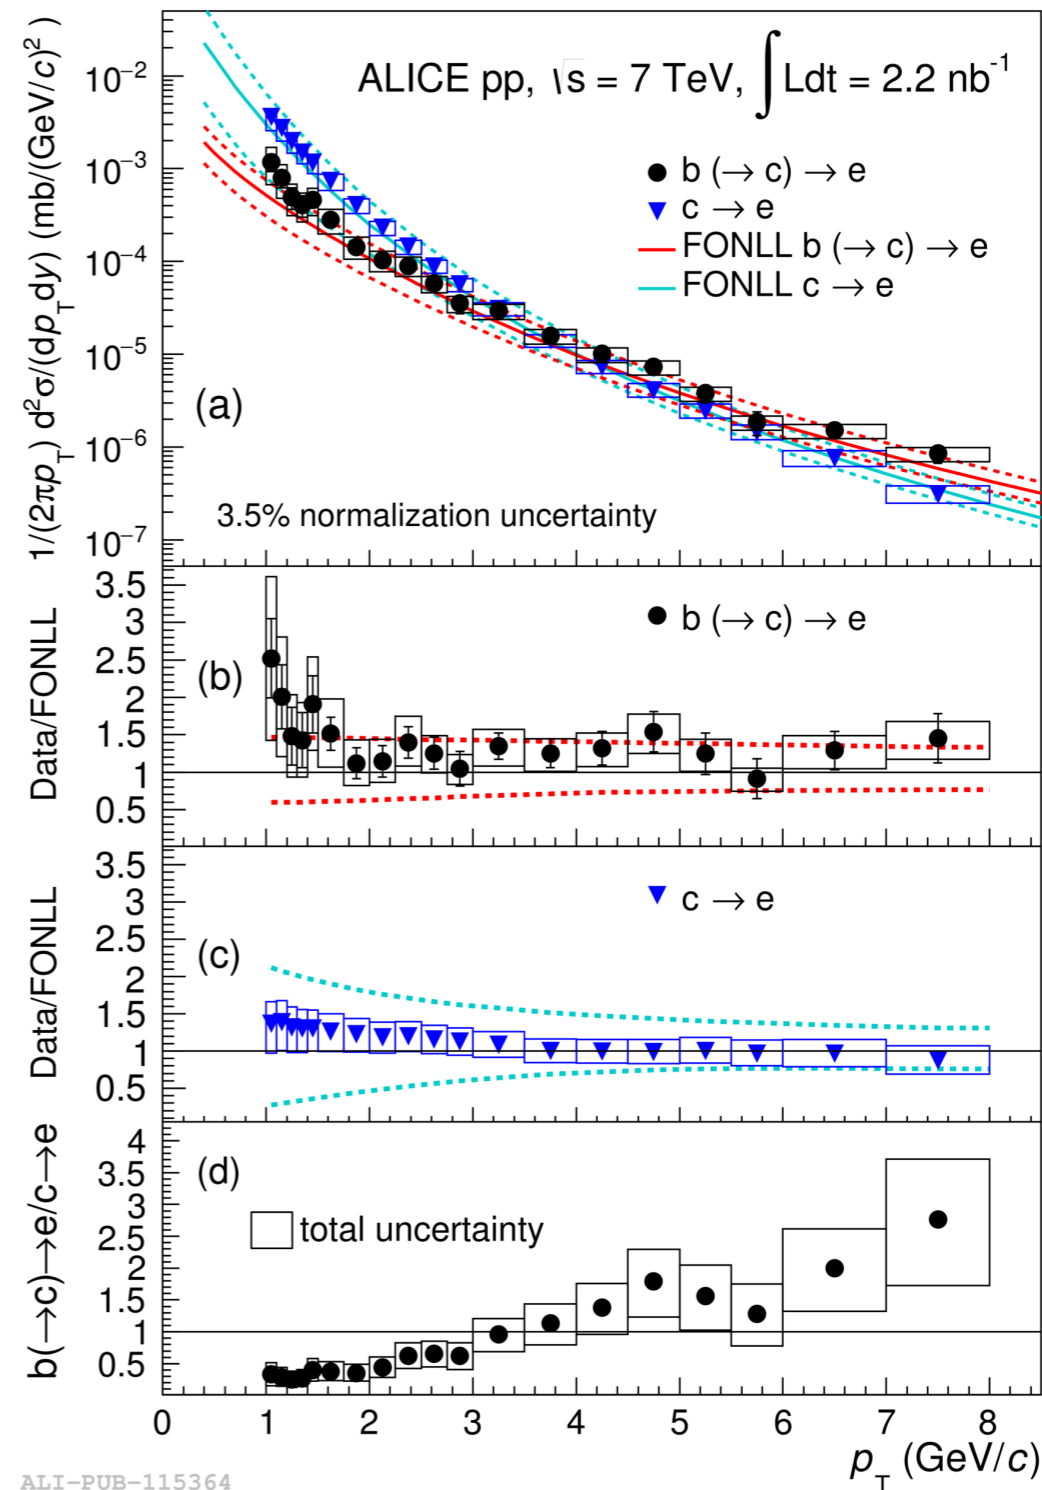 1/(2πp_T) d²σ/(dp_T dy) (mb/(GeV/c)²)
10⁻²
10⁻³
10⁻⁴
10⁻⁵
10⁻⁶
10⁻⁷
ALICE pp, √s = 7 TeV, ∫Ldt = 2.2 nb⁻¹
b (→ c) → e
c → e
FONLL b (→ c) → e
FONLL c → e
(a)
3.5% normalization uncertainty
Data/FONLL
3.5
3
2.5
2
1.5
1
0.5
(b)
b (→ c) → e
Data/FONLL
3.5
3
2.5
2
1.5
1
0.5
(c)
c → e
b(→c)→e/c→e
4
3.5
3
2.5
2
1.5
1
0.5
(d)
total uncertainty
0 1 2 3 4 5 6 7 8
p_T (GeV/c)
ALI-PUB-115364